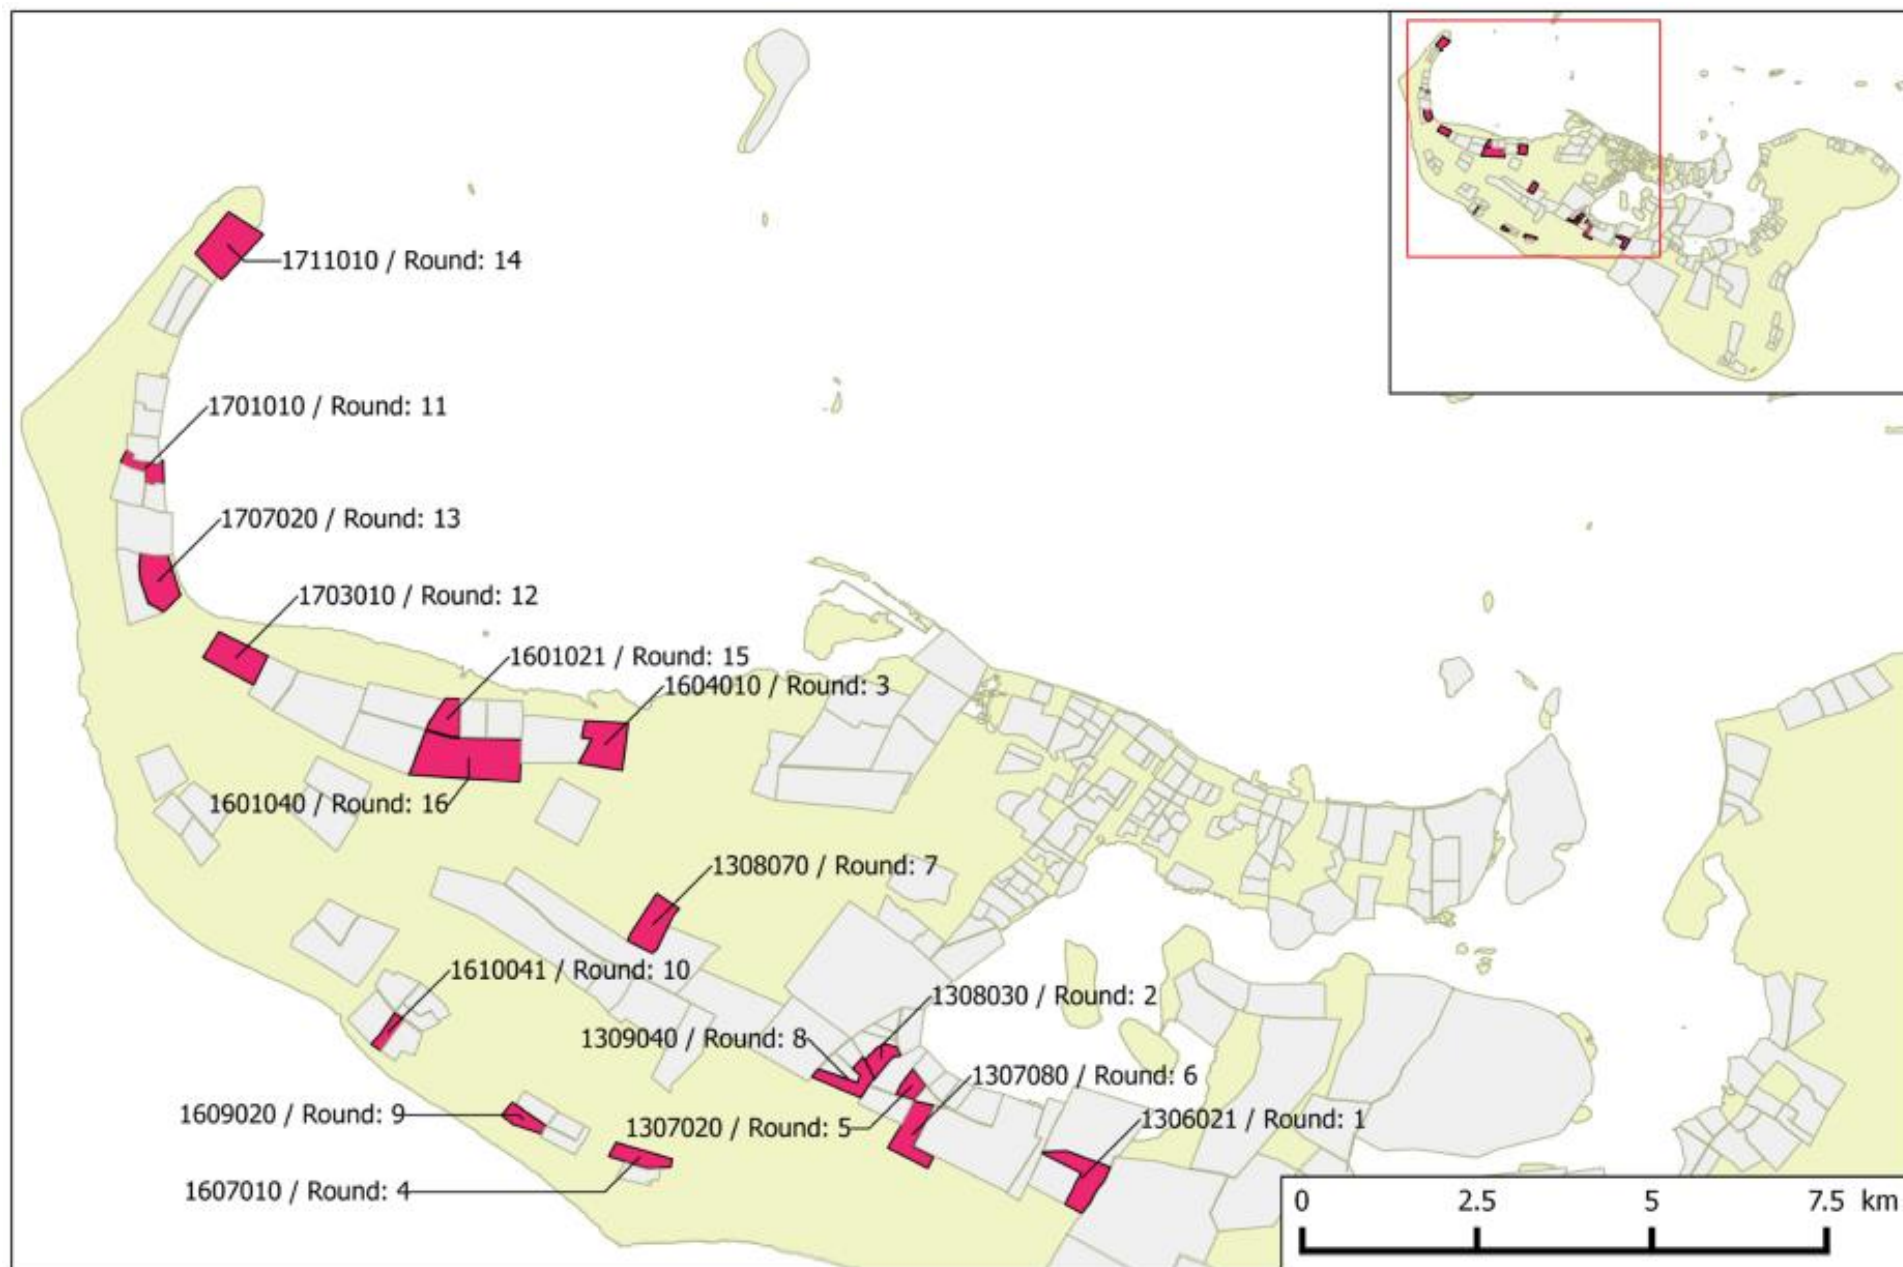 1711010 / Round: 14
1701010 / Round: 11
1707020 / Round: 13
1703010 / Round: 12
1601021 / Round: 15
1604010 / Round: 3
1601040 / Round: 16
1308070 / Round: 7
1610041 / Round: 10
1308030 / Round: 2
1309040 / Round: 8
1307080 / Round: 6
1609020 / Round: 9
1307020 / Round: 5
1306021 / Round: 1
1607010 / Round: 4
0 2.5 5 7.5 km